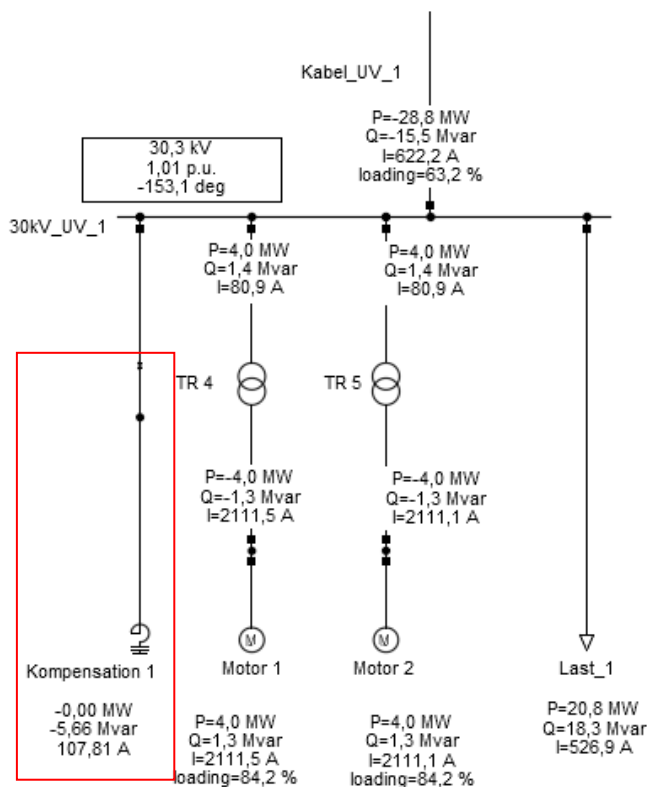 Kabel_UV_1
P=-28,8 MW
Q=-15,5 Mvar
I=622,2 A
loading=63,2 %
30,3 kV
1,01 p.u.
-153,1 deg
30kV_UV_1
P=4,0 MW
Q=1,4 Mvar
I=80,9 A
P=4,0 MW
Q=1,4 Mvar
I=80,9 A
TR 4
TR 5
P=-4,0 MW
Q=-1,3 Mvar
I=2111,5 A
P=-4,0 MW
Q=-1,3 Mvar
I=2111,1 A
M
M
Kompensation 1
-0,00 MW
-5,66 Mvar
107,81 A
Motor 1
P=4,0 MW
Q=1,3 Mvar
I=2111,5 A
loading=84,2 %
Motor 2
P=4,0 MW
Q=1,3 Mvar
I=2111,1 A
loading=84,2 %
Last_1
P=20,8 MW
Q=18,3 Mvar
I=526,9 A